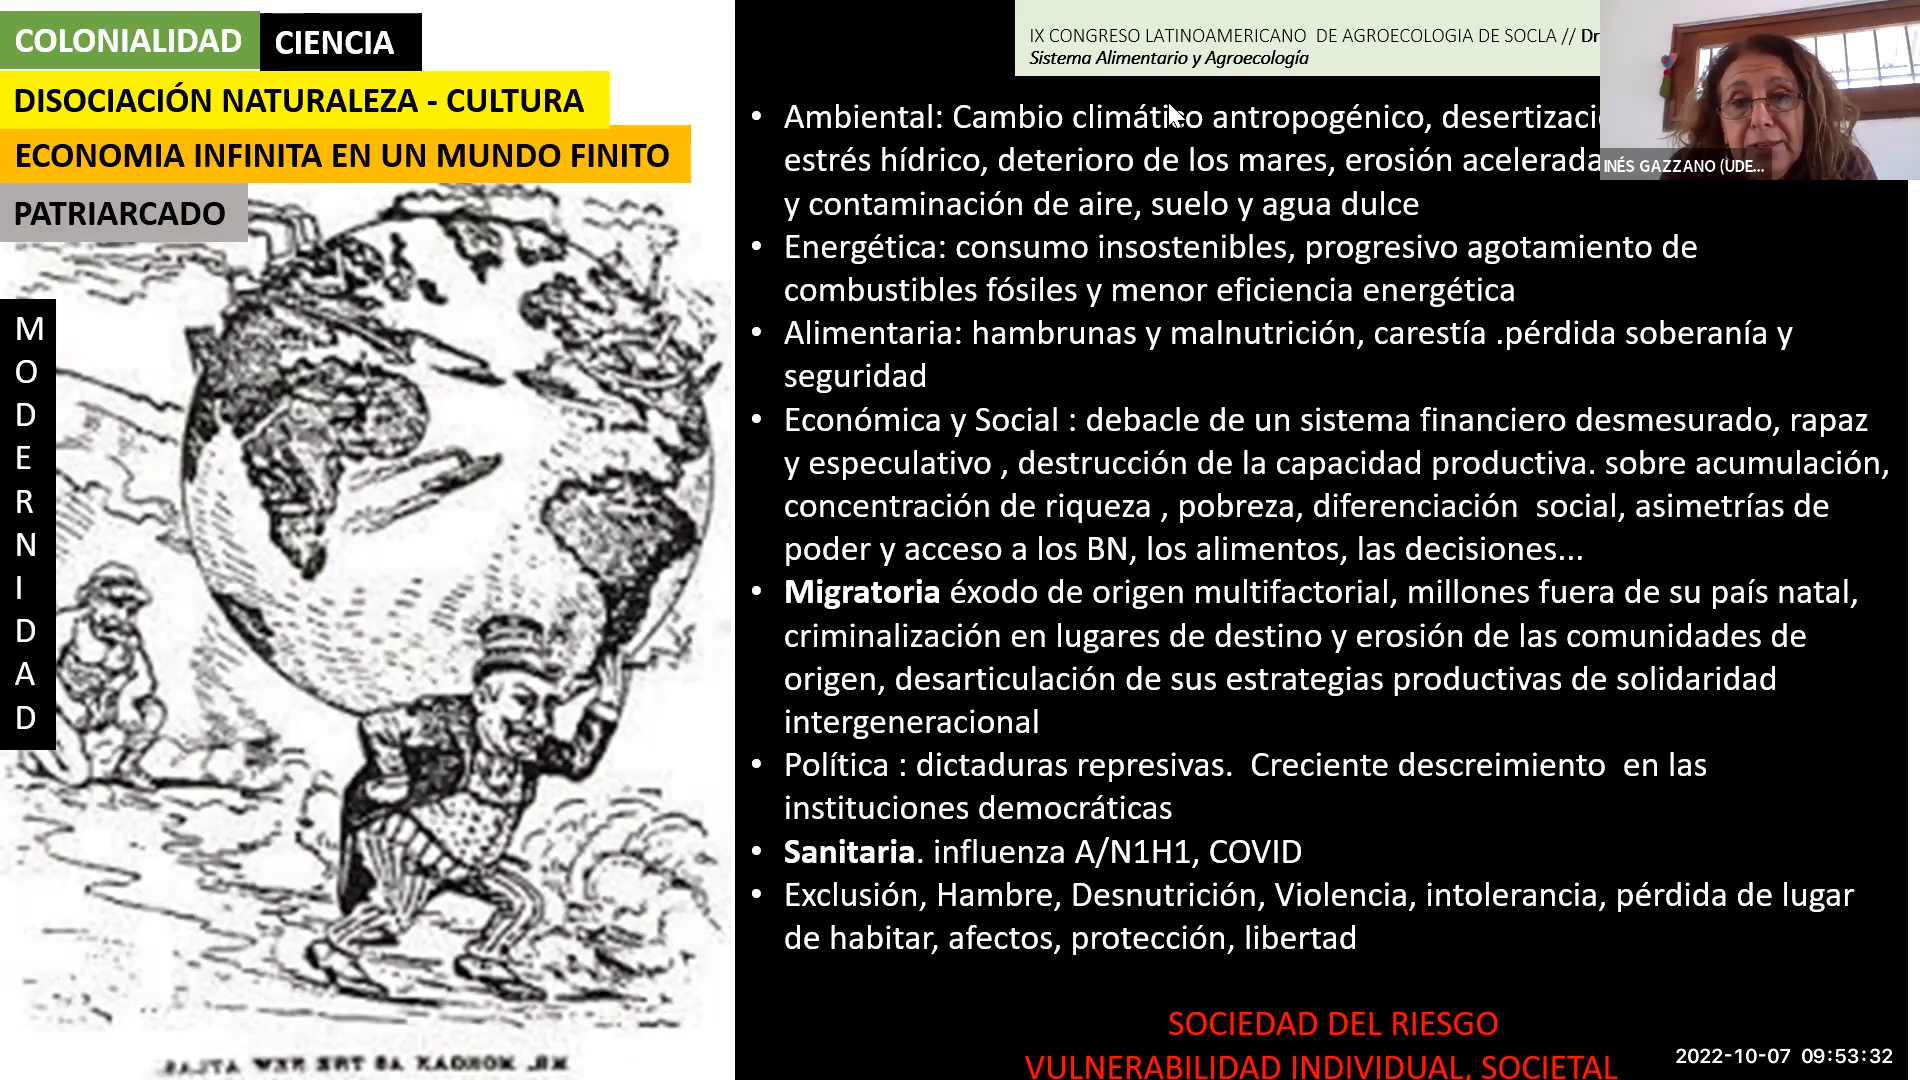 COLONIALIDAD
CIENCIA
DISOCIACIÓN NATURALEZA - CULTURA
ECONOMIA INFINITA EN UN MUNDO FINITO
PATRIARCADO
MODERNIDAD
IX CONGRESO LATINOAMERICANO DE AGROECOLOGIA DE SOCLA // Dr
Sistema Alimentario y Agroecología
INÉS GAZZANO (UDE...
• Ambiental: Cambio climático antropogénico, desertizaci
estrés hídrico, deterioro de los mares, erosión acelerada
y contaminación de aire, suelo y agua dulce
• Energética: consumo insostenibles, progresivo agotamiento de
combustibles fósiles y menor eficiencia energética
• Alimentaria: hambrunas y malnutrición, carestía .pérdida soberanía y
seguridad
• Económica y Social : debacle de un sistema financiero desmesurado, rapaz
y especulativo , destrucción de la capacidad productiva. sobre acumulación,
concentración de riqueza , pobreza, diferenciación social, asimetrías de
poder y acceso a los BN, los alimentos, las decisiones...
• Migratoria éxodo de origen multifactorial, millones fuera de su país natal,
criminalización en lugares de destino y erosión de las comunidades de
origen, desarticulación de sus estrategias productivas de solidaridad
intergeneracional
• Política : dictaduras represivas. Creciente descreimiento en las
instituciones democráticas
• Sanitaria. influenza A/N1H1, COVID
• Exclusión, Hambre, Desnutrición, Violencia, intolerancia, pérdida de lugar
de habitar, afectos, protección, libertad
SOCIEDAD DEL RIESGO
VULNERABILIDAD INDIVIDUAL, SOCIETAL
2022-10-07 09:53:32